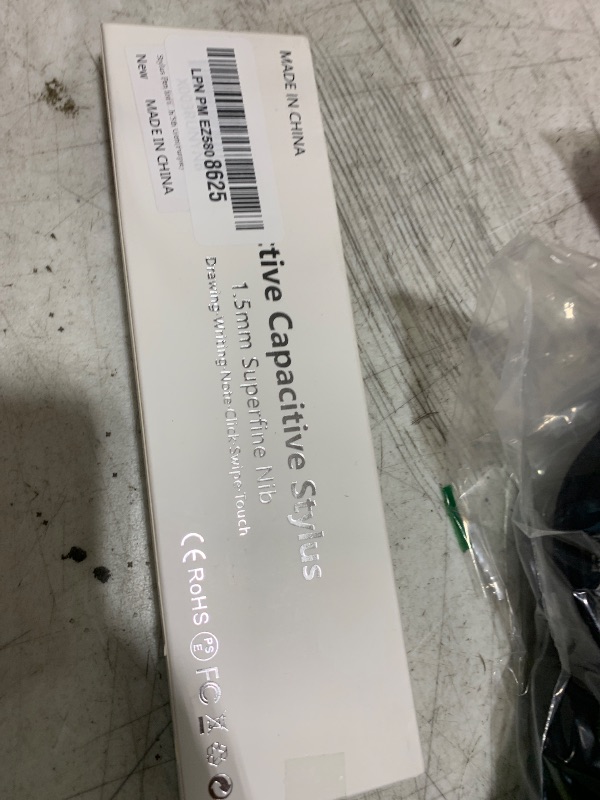 MADE IN CHINA
LPN PM EZ580 8625
New
MADE IN CHINA
tive Capacitive Stylus
1.5mm Superfine Nib
Drawing·Writing·Note·Click·Swipe·Touch
CE RoHS PS E FC